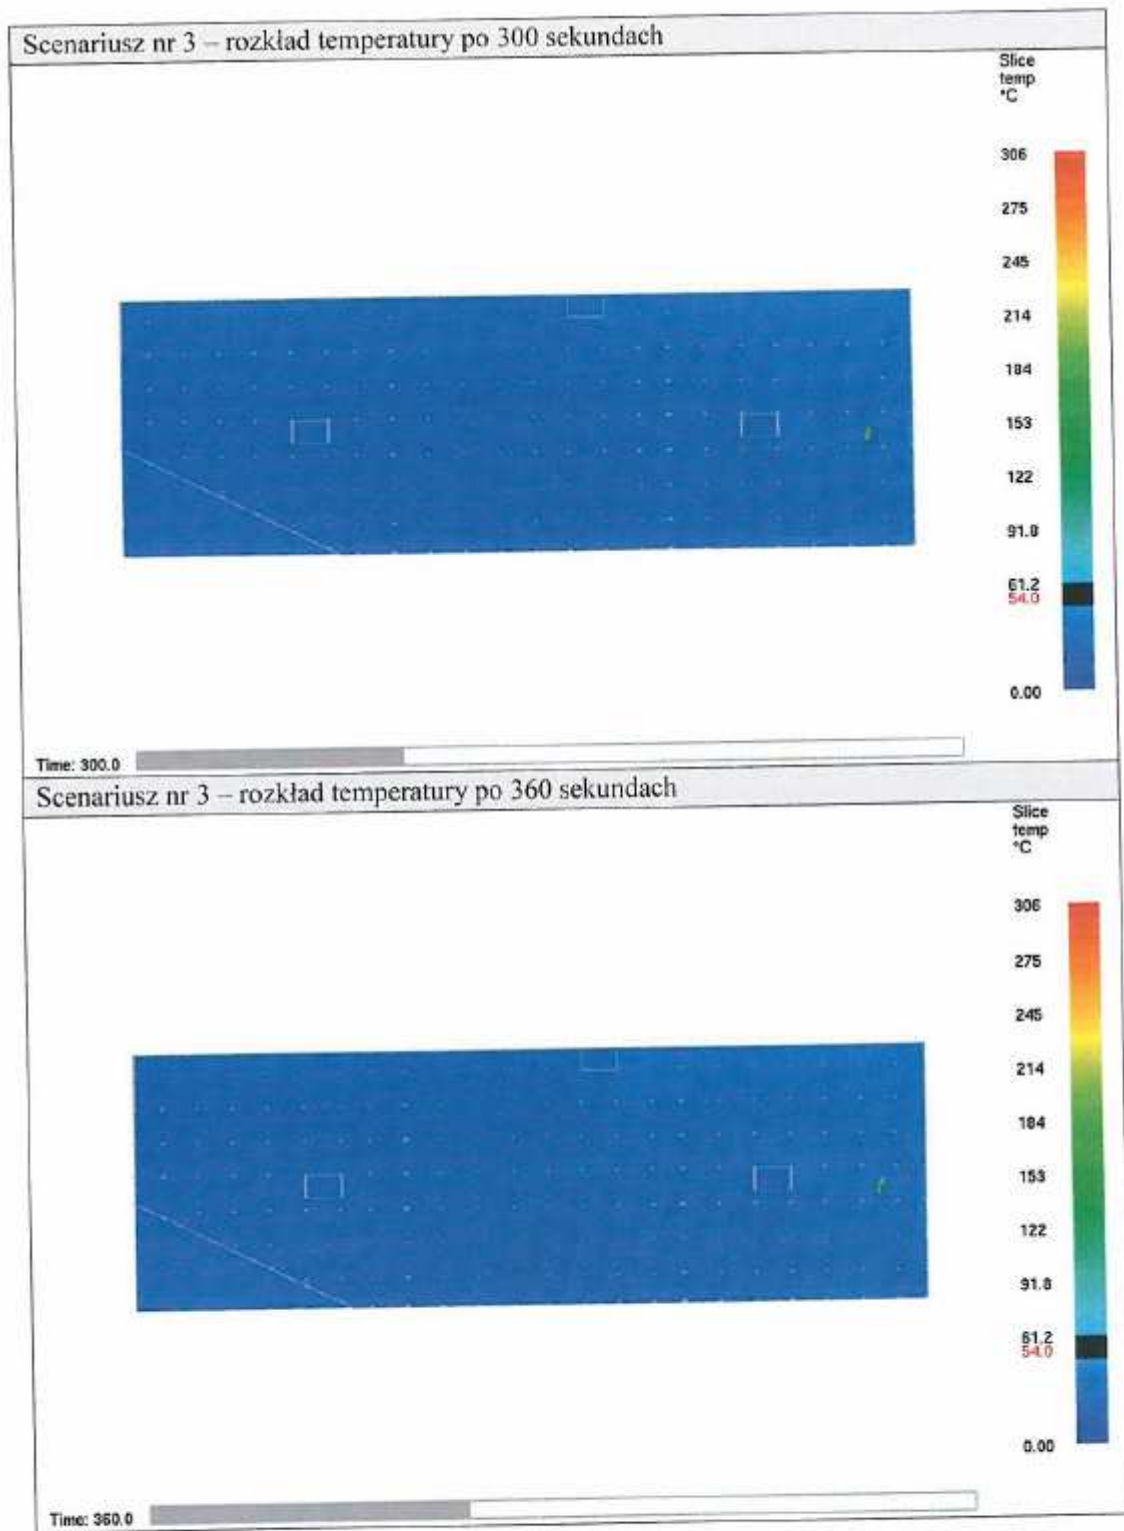 Scenariusz nr 3 – rozkład temperatury po 300 sekundach
Slice
temp
°C
306
275
245
214
184
153
122
91.8
61.2
54.0
0.00
Time: 300.0
Scenariusz nr 3 – rozkład temperatury po 360 sekundach
Slice
temp
°C
306
275
245
214
184
153
122
91.8
61.2
54.0
0.00
Time: 360.0